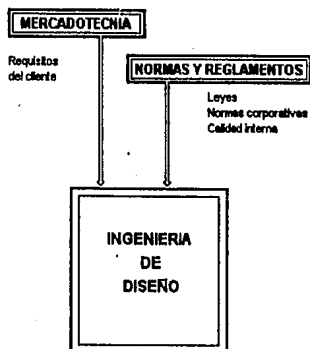 MERCADOTECNIA
Requisitos
del cliente
NORMAS Y REGLAMENTOS
Leyes
Normas corporativas
Calidad interna
INGENIERIA
DE
DISEÑO